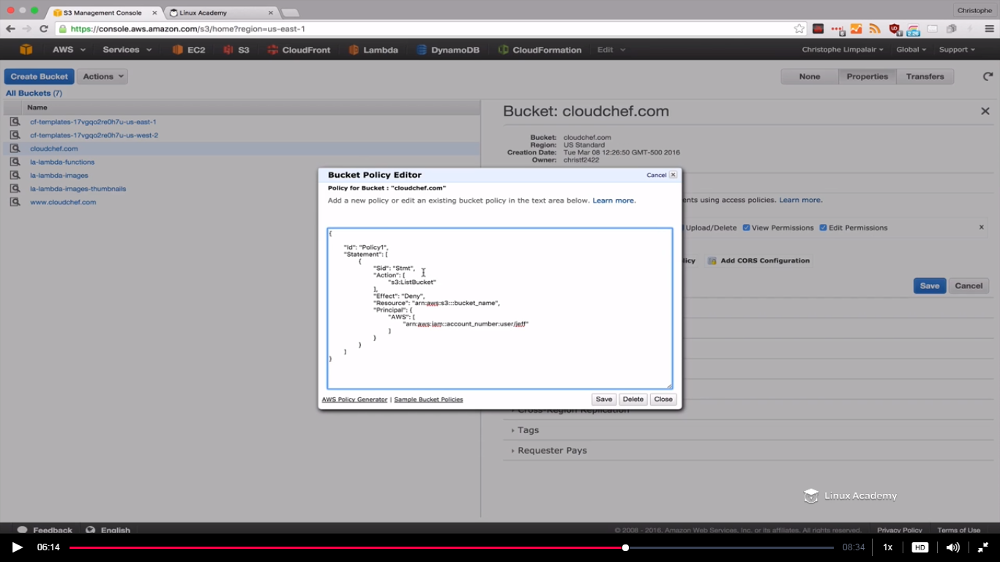 S3 Management Console
Linux Academy
Christophe
https://console.aws.amazon.com/s3/home?region=us-east-1
AWS Services EC2 S3 CloudFront Lambda DynamoDB CloudFormation Edit Christophe Limpalair Global Support
Create Bucket Actions None Properties Transfers
All Buckets (7)
Name
cf-templates-17vgqo2re0h7u-us-east-1
cf-templates-17vgqo2re0h7u-us-west-2
cloudchef.com
la-lambda-functions
la-lambda-images
la-lambda-images-thumbnails
www.cloudchef.com
Bucket: cloudchef.com
Bucket: cloudchef.com
Region: US Standard
Creation Date: Tue Mar 08 12:26:50 GMT-500 2016
Owner: christf2422
ents using access policies. Learn more.
Upload/Delete View Permissions Edit Permissions
licy Add CORS Configuration
Save Cancel
Bucket Policy Editor Cancel
Policy for Bucket : "cloudchef.com"
Add a new policy or edit an existing bucket policy in the text area below. Learn more.
{
"Id": "Policy1",
"Statement": [
{
"Sid": "Stmt",
"Action": [
"s3:ListBucket"
],
"Effect": "Deny",
"Resource": "arn:aws:s3:::bucket_name",
"Principal": {
"AWS": [
"arn:aws:iam::account_number:user/jeff"
]
}
}
]
}
AWS Policy Generator | Sample Bucket Policies Save Delete Close
Cross-Region Replication
Tags
Requester Pays
Linux Academy
Feedback English © 2008 - 2016, Amazon Web Services, Inc. or its affiliates. All rights reserved. Privacy Policy Terms of Use
06:14 08:34 1x HD